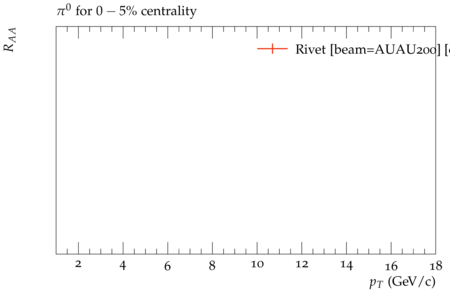 π⁰ for 0 − 5% centrality
R_AA
Rivet [beam=AUAU200] [
2 4 6 8 10 12 14 16 18
p_T (GeV/c)